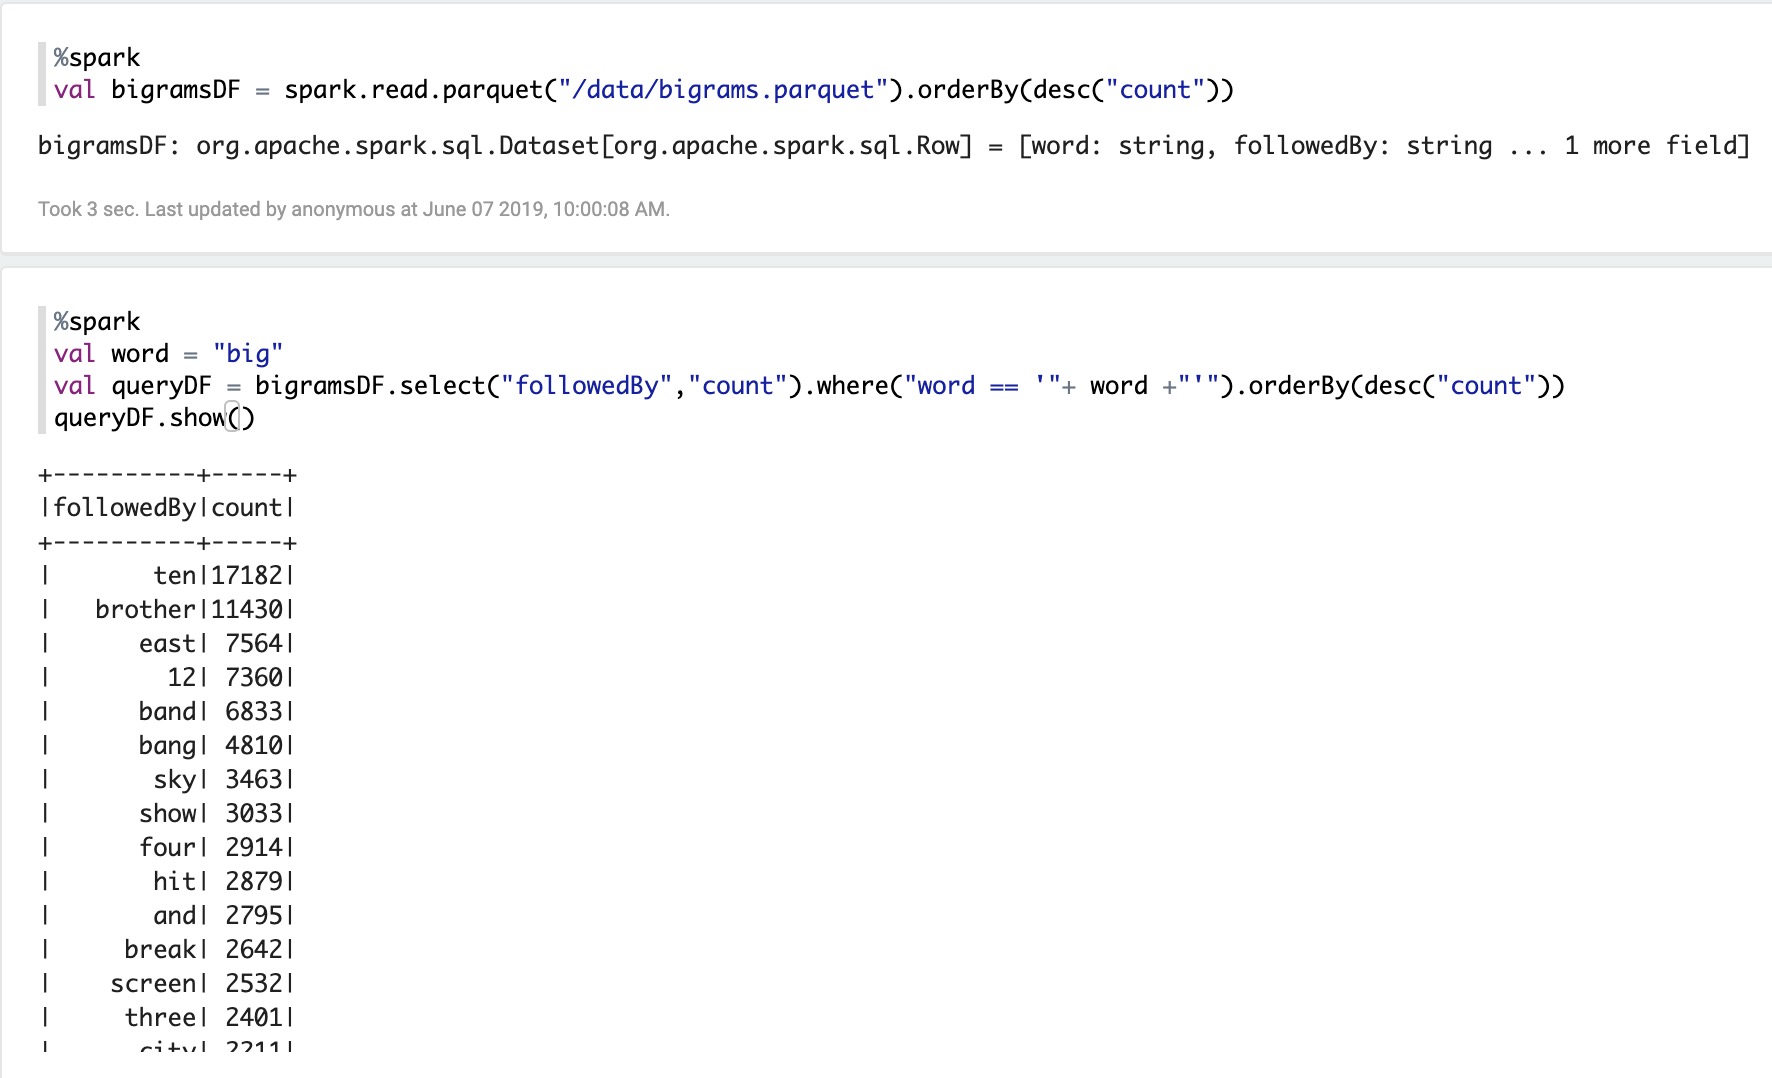 %spark
val bigramsDF = spark.read.parquet("/data/bigrams.parquet").orderBy(desc("count"))
bigramsDF: org.apache.spark.sql.Dataset[org.apache.spark.sql.Row] = [word: string, followedBy: string ... 1 more field]
Took 3 sec. Last updated by anonymous at June 07 2019, 10:00:08 AM.
%spark
val word = "big"
val queryDF = bigramsDF.select("followedBy","count").where("word == '"+ word +"'").orderBy(desc("count"))
queryDF.show()
+----------+-----+
|followedBy|count|
+----------+-----+
|       ten|17182|
|   brother|11430|
|      east| 7564|
|        12| 7360|
|      band| 6833|
|      bang| 4810|
|       sky| 3463|
|      show| 3033|
|      four| 2914|
|       hit| 2879|
|       and| 2795|
|     break| 2642|
|    screen| 2532|
|     three| 2401|
|      city| 2211|